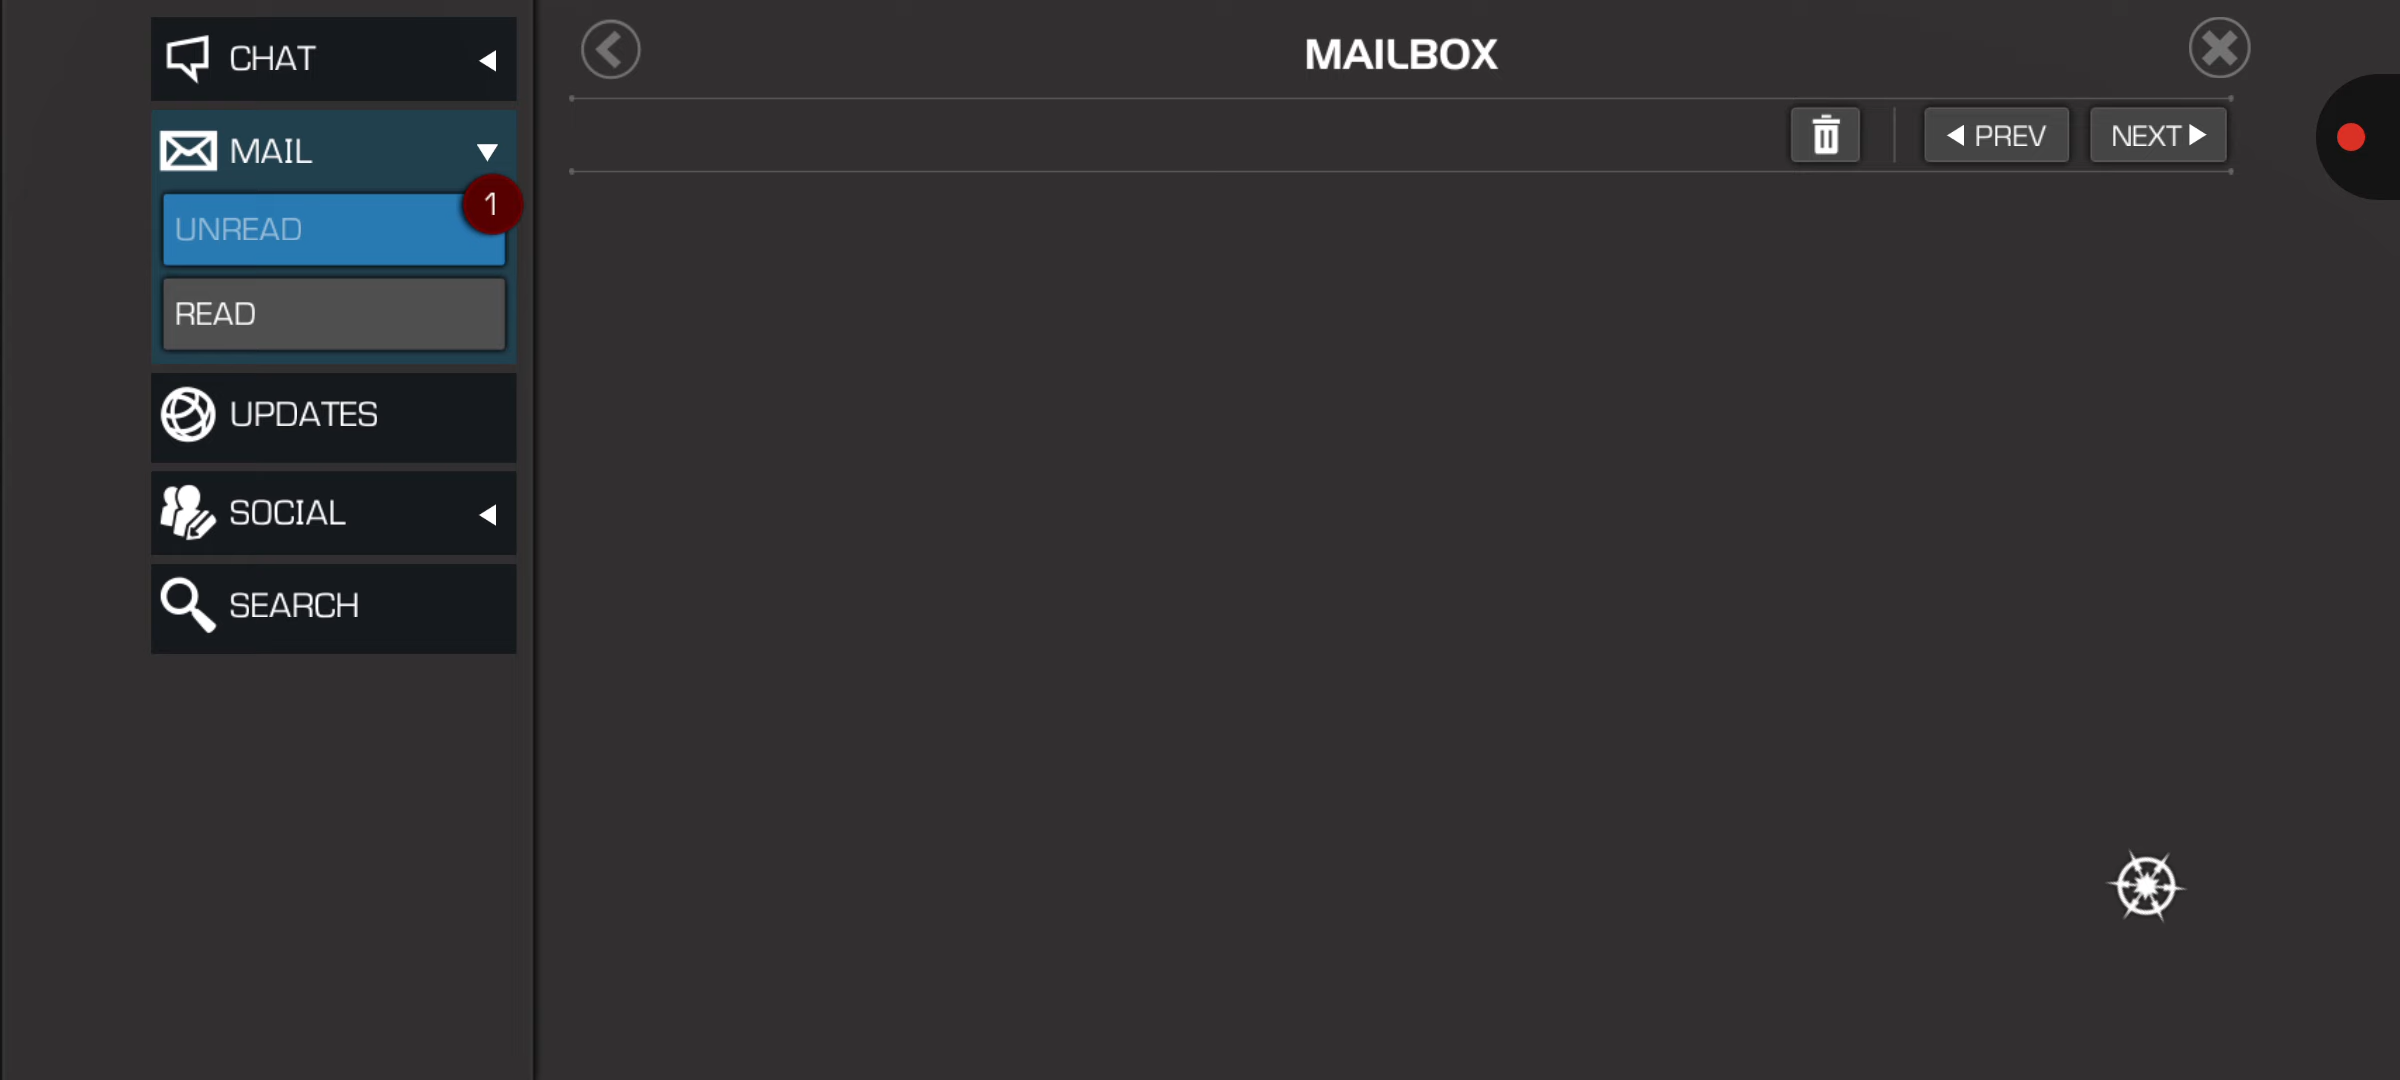 CHAT
MAIL
1
UNREAD
READ
UPDATES
SOCIAL
SEARCH
MAILBOX
PREV
NEXT